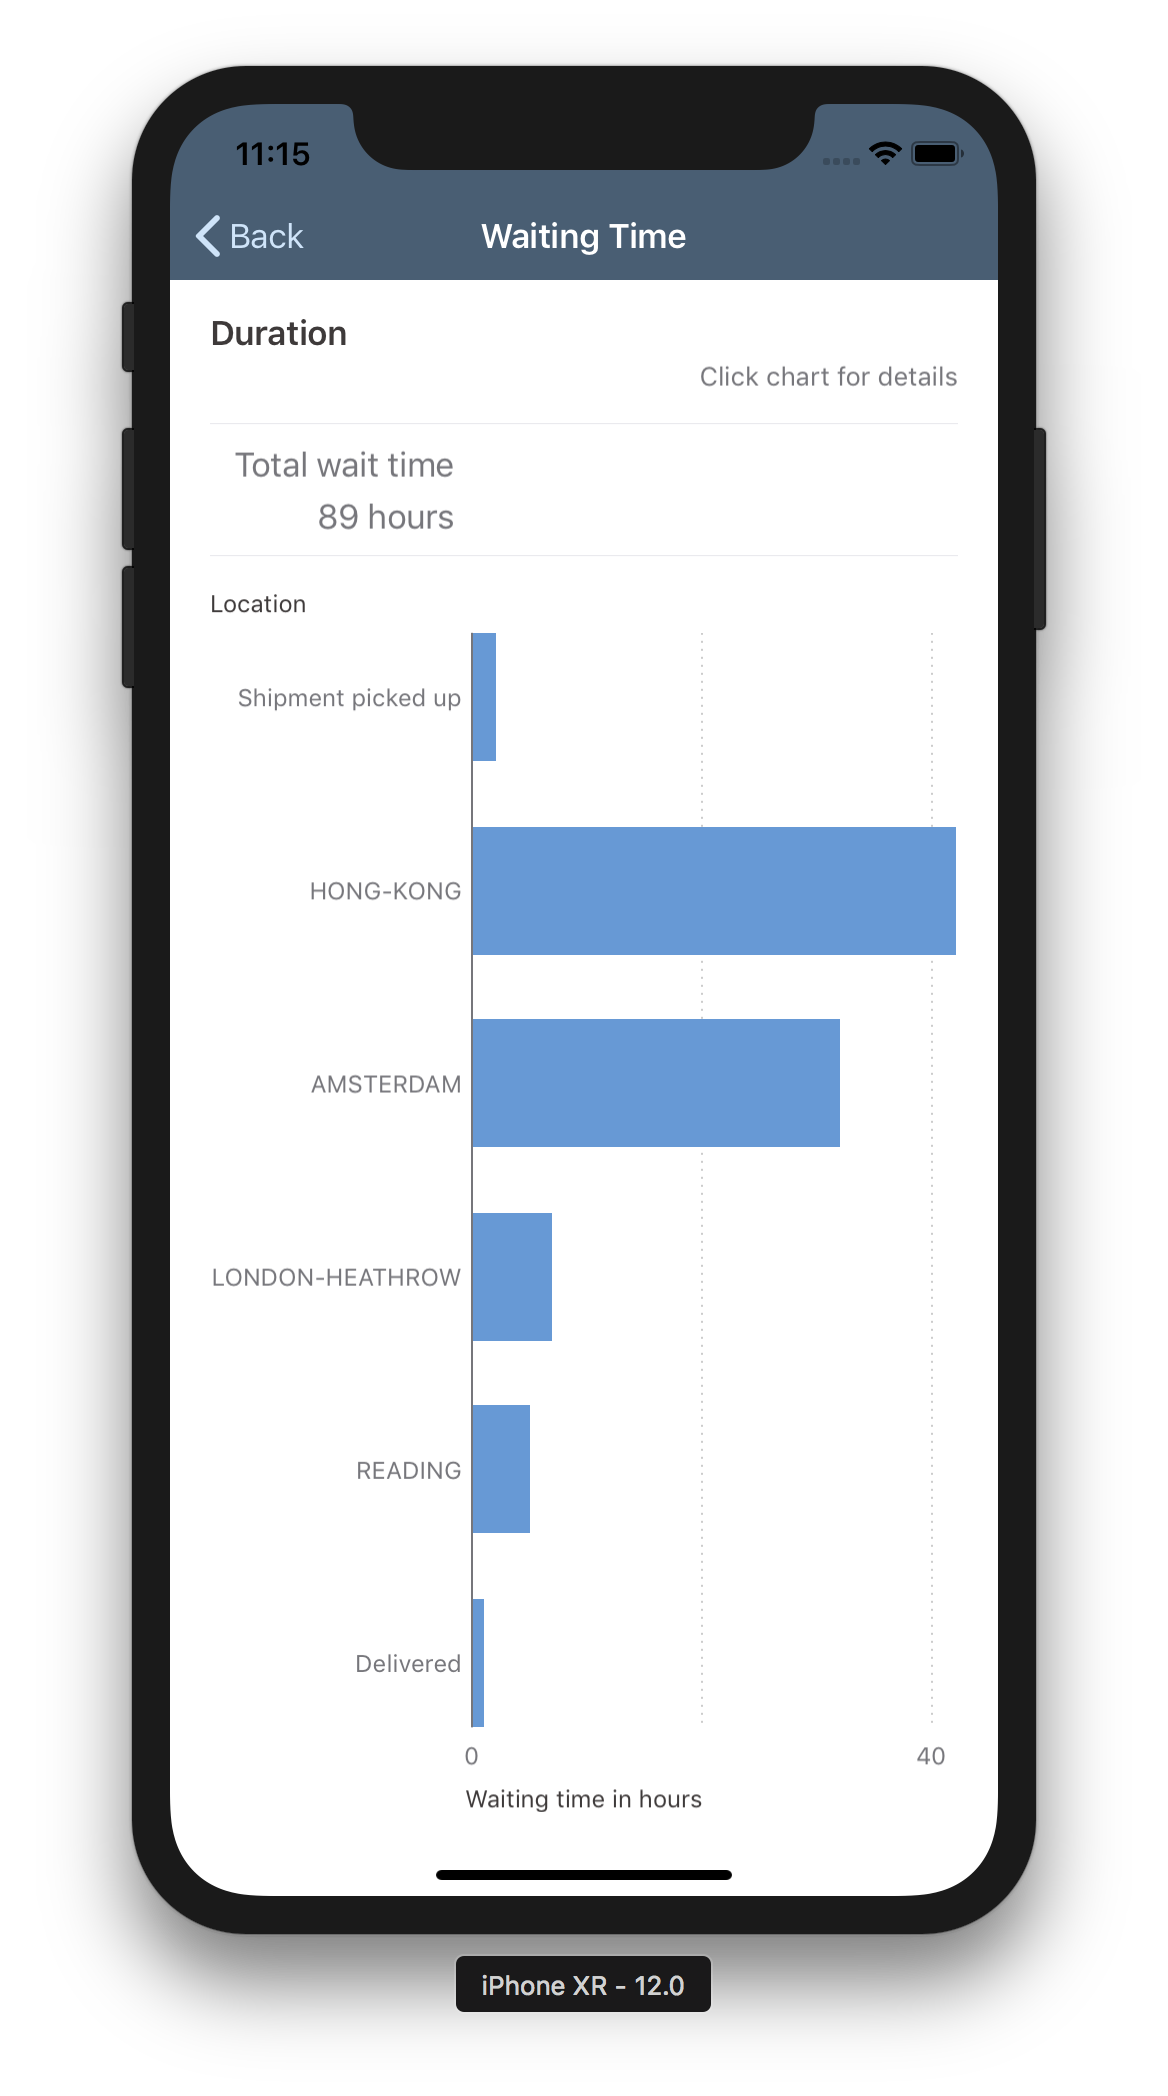 11:15
Back
Waiting Time
Duration
Click chart for details
Total wait time
89 hours
Location
Shipment picked up
HONG-KONG
AMSTERDAM
LONDON-HEATHROW
READING
Delivered
0 40
Waiting time in hours
iPhone XR - 12.0